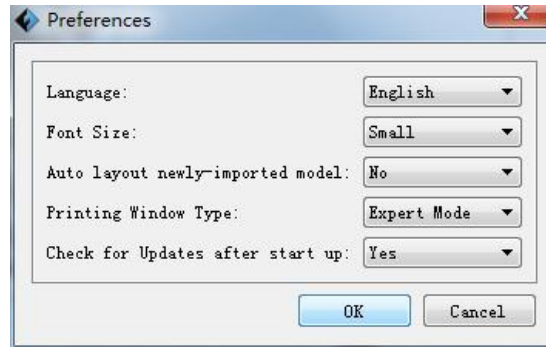 Preferences
Language: English
Font Size: Small
Auto layout newly-imported model: No
Printing Window Type: Expert Mode
Check for Updates after start up: Yes
OK Cancel